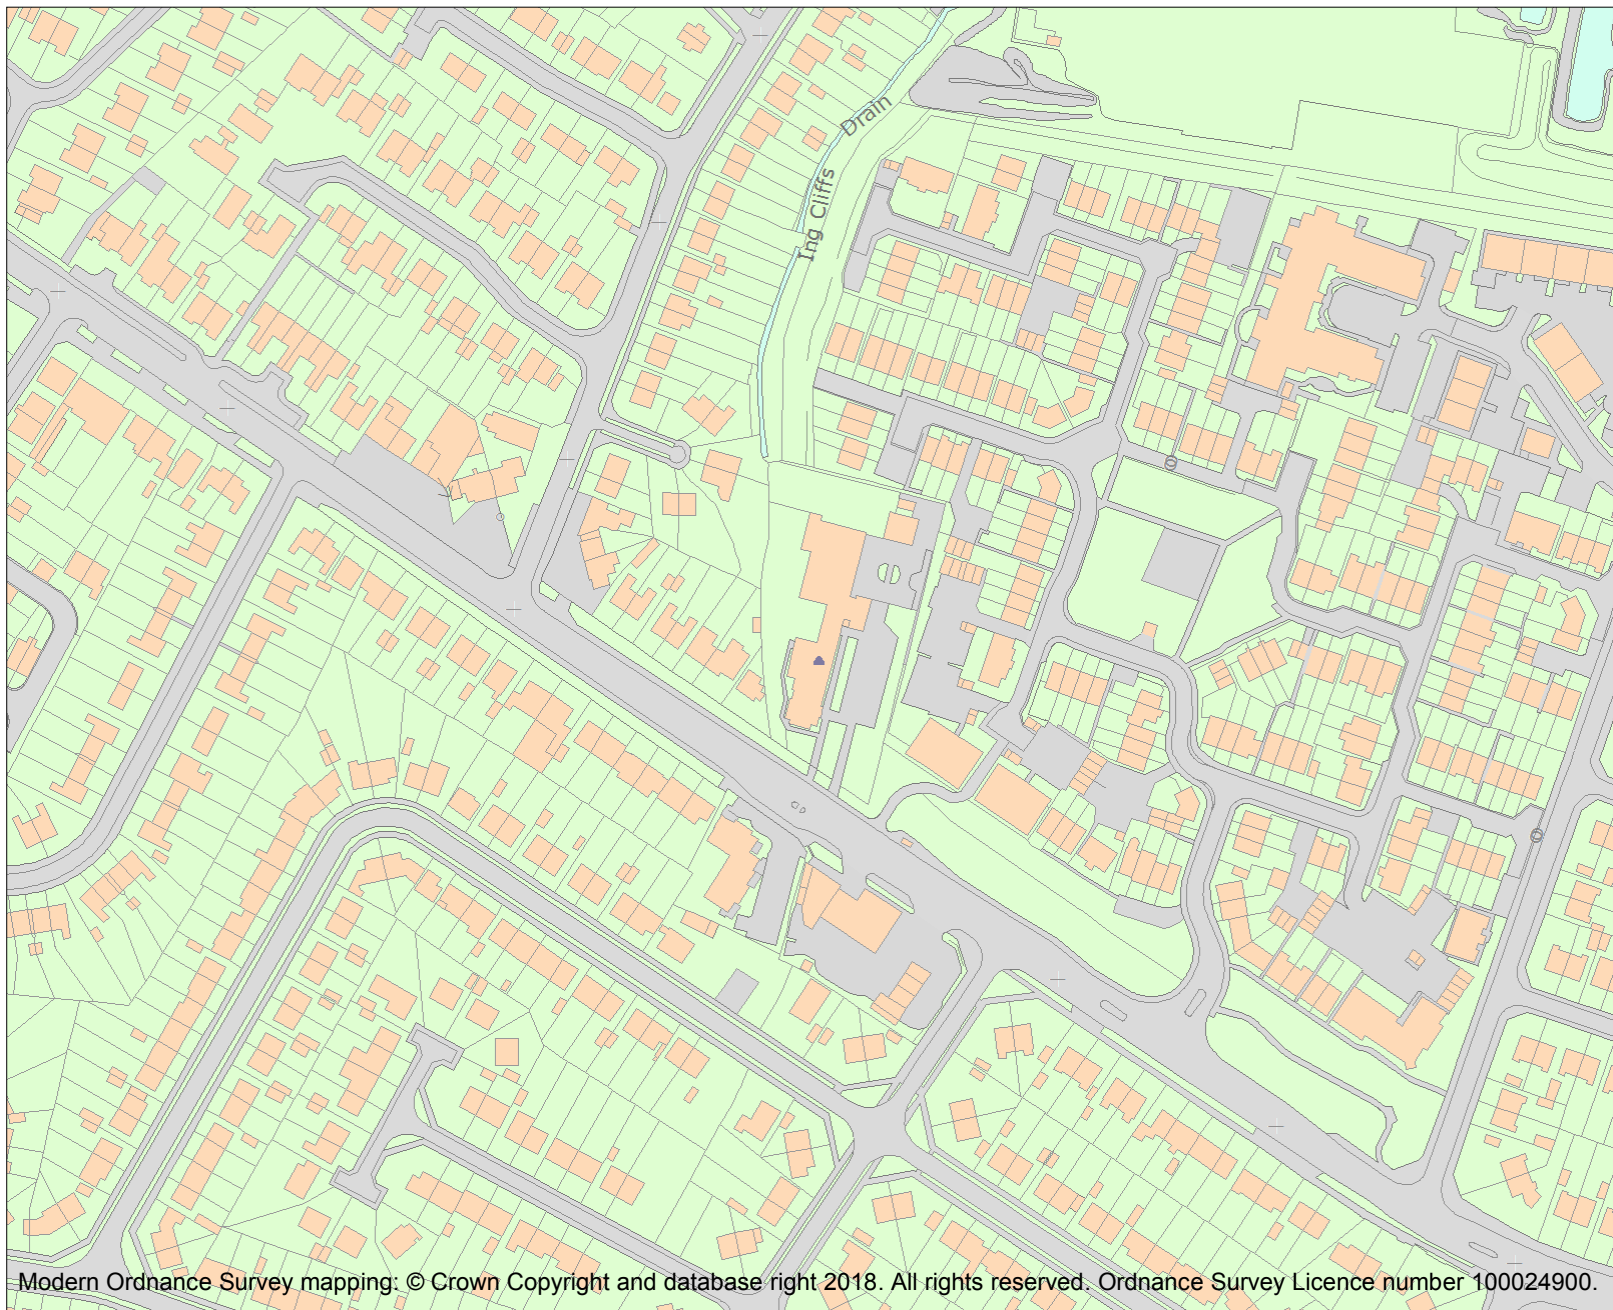 Drain
Ing Cliffs
Modern Ordnance Survey mapping: © Crown Copyright and database right 2018. All rights reserved. Ordnance Survey Licence number 100024900.